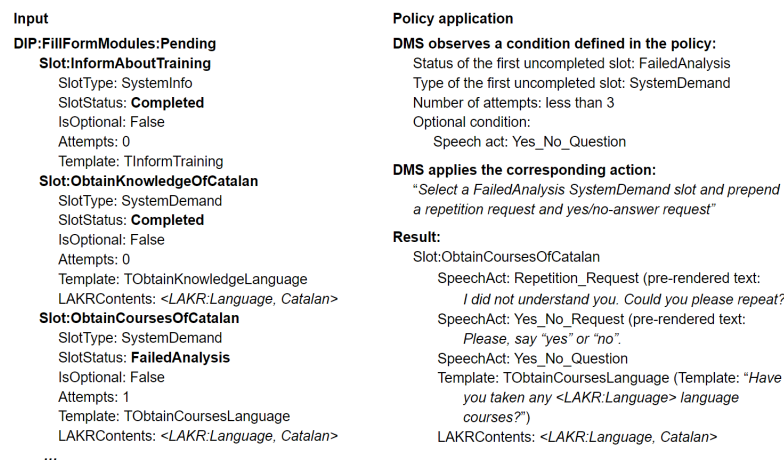 Input
DIP:FillFormModules:Pending
Slot:InformAboutTraining
SlotType: SystemInfo
SlotStatus: Completed
IsOptional: False
Attempts: 0
Template: TInformTraining
Slot:ObtainKnowledgeOfCatalan
SlotType: SystemDemand
SlotStatus: Completed
IsOptional: False
Attempts: 0
Template: TObtainKnowledgeLanguage
LAKRContents: <LAKR:Language, Catalan>
Slot:ObtainCoursesOfCatalan
SlotType: SystemDemand
SlotStatus: FailedAnalysis
IsOptional: False
Attempts: 1
Template: TObtainCoursesLanguage
LAKRContents: <LAKR:Language, Catalan>
...
Policy application
DMS observes a condition defined in the policy:
Status of the first uncompleted slot: FailedAnalysis
Type of the first uncompleted slot: SystemDemand
Number of attempts: less than 3
Optional condition:
Speech act: Yes_No_Question
DMS applies the corresponding action:
“Select a FailedAnalysis SystemDemand slot and prepend
a repetition request and yes/no-answer request”
Result:
Slot:ObtainCoursesOfCatalan
SpeechAct: Repetition_Request (pre-rendered text:
I did not understand you. Could you please repeat?
SpeechAct: Yes_No_Request (pre-rendered text:
Please, say “yes” or “no”.
SpeechAct: Yes_No_Question
Template: TObtainCoursesLanguage (Template: “Have
you taken any <LAKR:Language> language
courses?”)
LAKRContents: <LAKR:Language, Catalan>